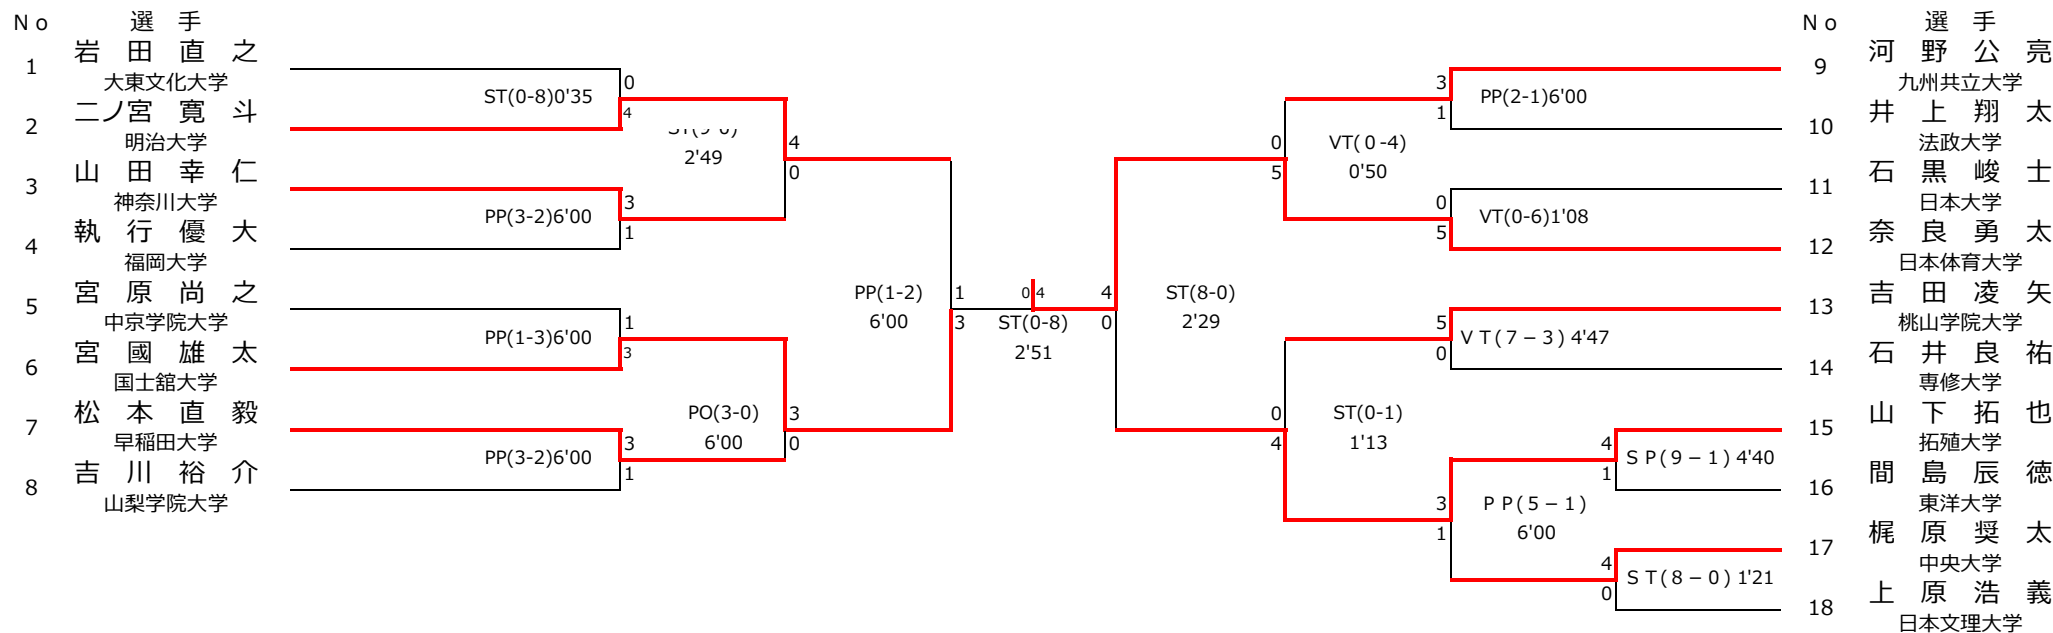 No 選 手
岩 田 直 之
1
大東文化大学
二ノ宮 寛 斗
2
明治大学
山 田 幸 仁
3
神奈川大学
執 行 優 大
4
福岡大学
宮 原 尚 之
5
中京学院大学
宮 國 雄 太
6
国士舘大学
松 本 直 毅
7
早稲田大学
吉 川 裕 介
8
山梨学院大学
0
ST(0-8)0'35
4
3
PP(3-2)6'00
1
1
PP(1-3)6'00
3
3
PP(3-2)6'00
1
4
2'49
0
3
PO(3-0)
6'00
0
PP(1-2)
6'00
1
3
0 4
ST(0-8)
2'51
4
0
ST(8-0)
2'29
0
5
VT(0-4)
0'50
0
4
ST(0-1)
1'13
3
1
PP(2-1)6'00
0
5
VT(0-6)1'08
5
0
VT(7-3)4'47
3
1
PP(5-1)
6'00
4
1
SP(9-1)4'40
4
0
ST(8-0)1'21
No 選 手
河 野 公 亮
9
九州共立大学
井 上 翔 太
10
法政大学
石 黒 峻 士
11
日本大学
奈 良 勇 太
12
日本体育大学
吉 田 凌 矢
13
桃山学院大学
石 井 良 祐
14
専修大学
山 下 拓 也
15
拓殖大学
間 島 辰 徳
16
東洋大学
梶 原 奨 太
17
中央大学
上 原 浩 義
18
日本文理大学